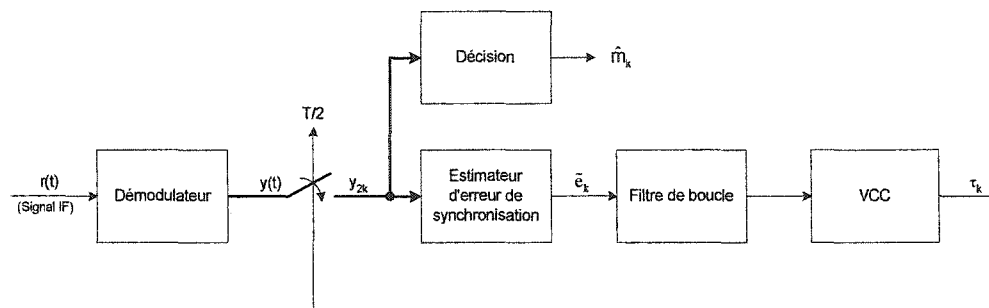 Décision
m̂ₖ
T/2
r(t)
(Signal IF)
Démodulateur
y(t)
y₂ₖ
Estimateur
d'erreur de
synchronisation
ẽₖ
Filtre de boucle
VCC
τₖ